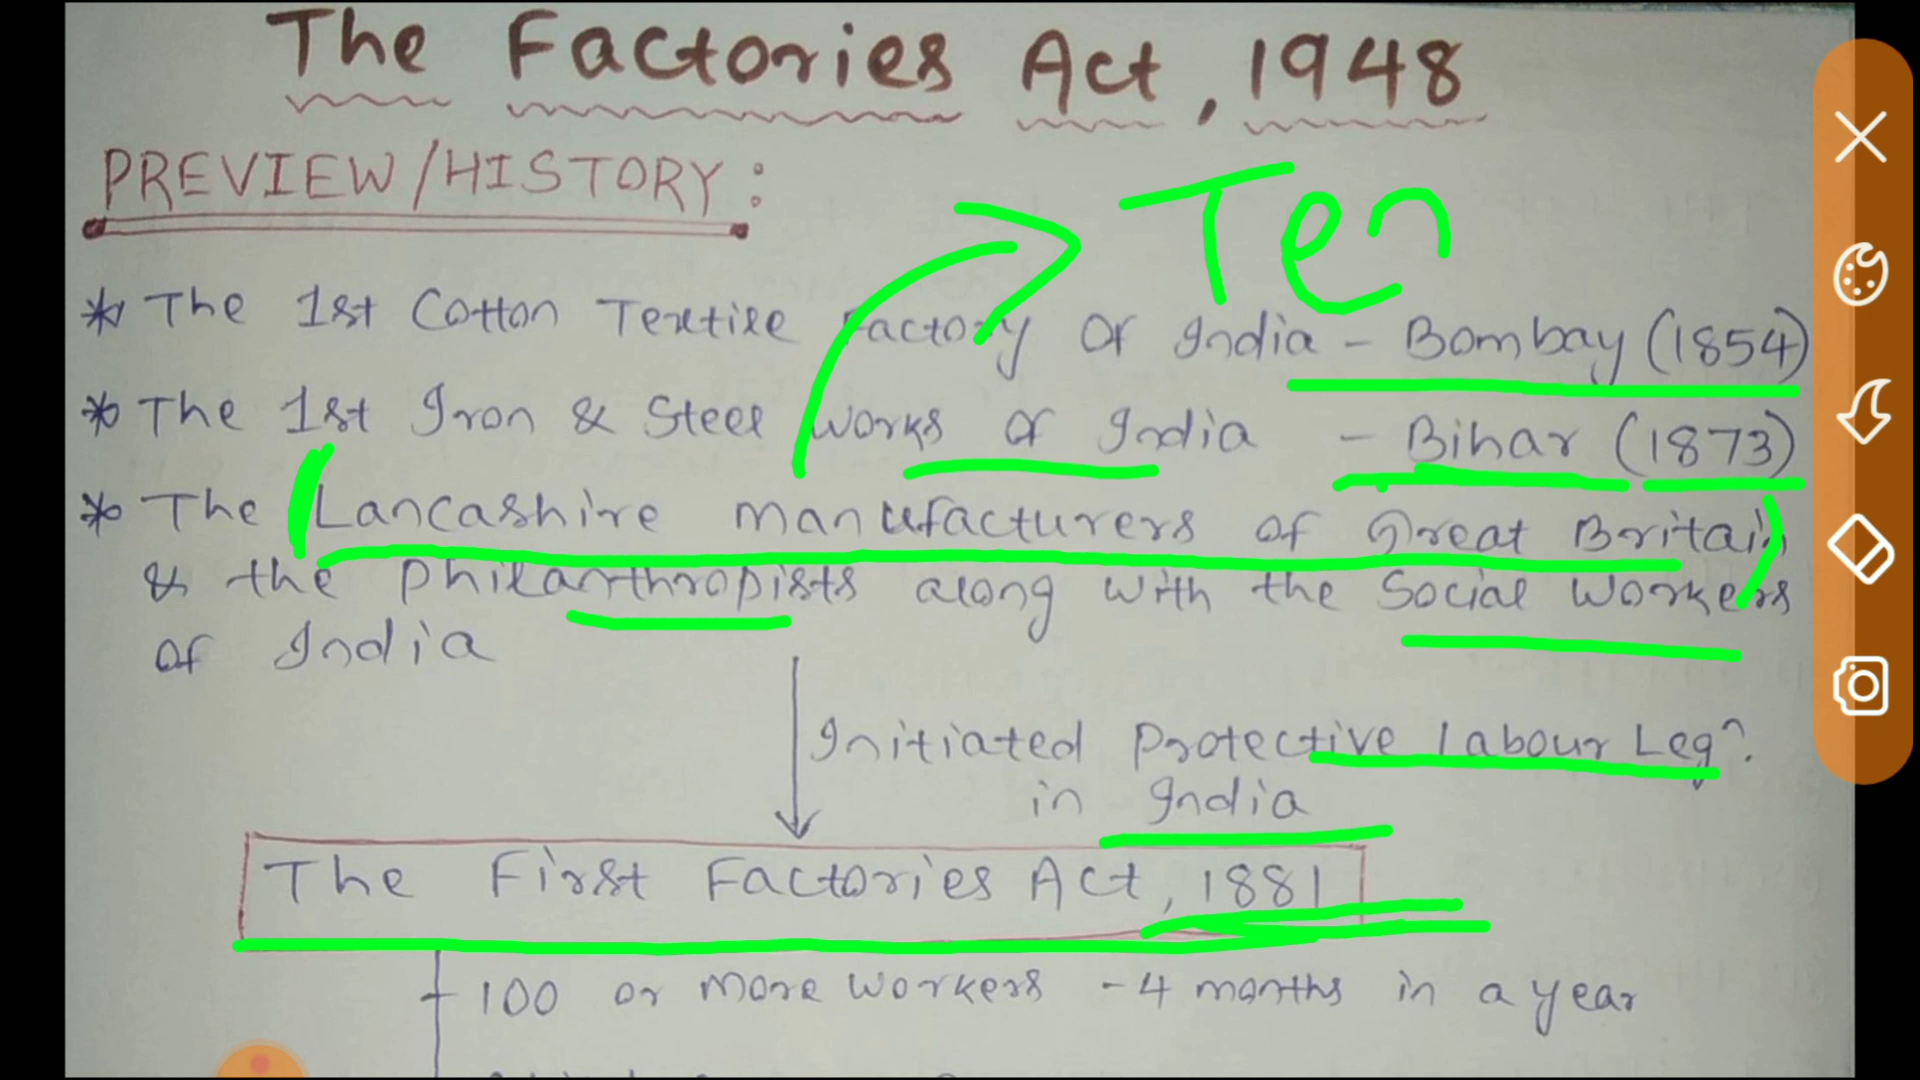 The Factories Act, 1948
PREVIEW/HISTORY:
Ten
* The 1st Cotton Textile Factory Of India - Bombay (1854)
* The 1st Iron & Steel works of India - Bihar (1873)
* The Lancashire manufacturers of Great Britain
& the philanthropists along with the Social Workers
of India
Initiated Protective Labour Legⁿ.
in India
The First Factories Act, 1881
100 or more workers - 4 months in a year